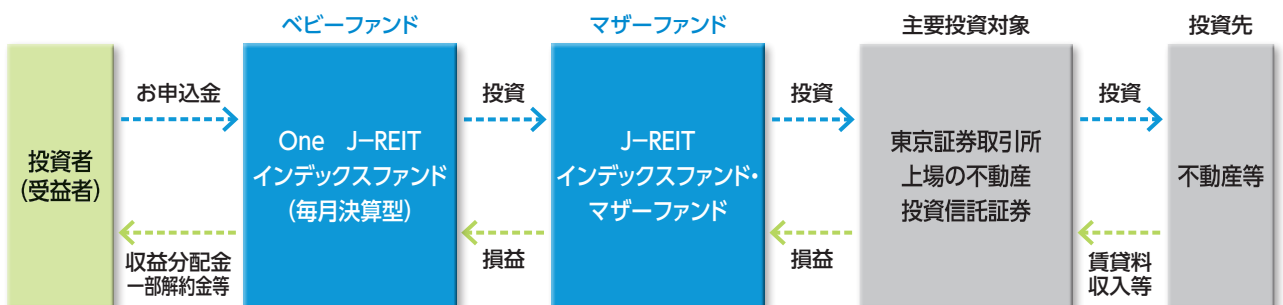 ベビーファンド
マザーファンド
主要投資対象
投資先
投資者
(受益者)
お申込金
収益分配金
一部解約金等
One J-REIT
インデックスファンド
(毎月決算型)
投資
損益
J-REIT
インデックスファンド・
マザーファンド
投資
損益
東京証券取引所
上場の不動産
投資信託証券
投資
賃貸料
収入等
不動産等